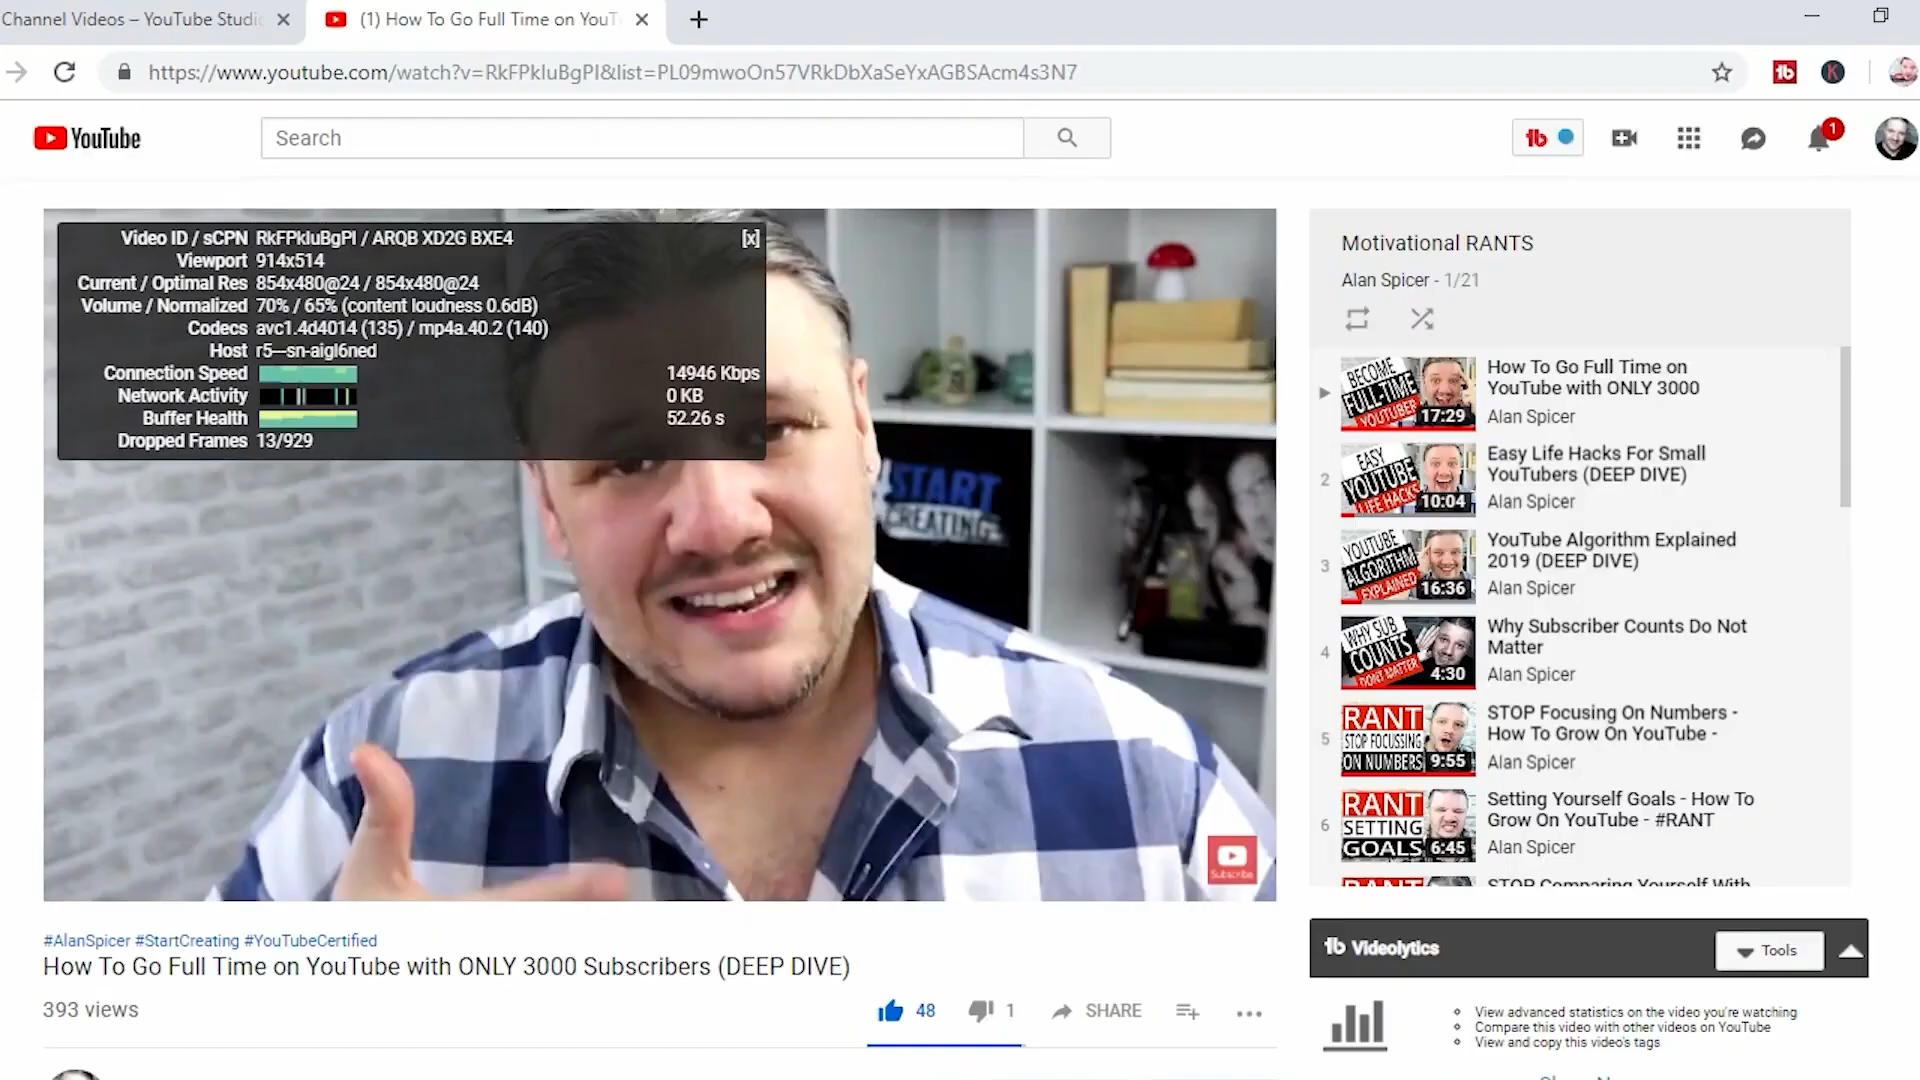 Channel Videos – YouTube Studio
(1) How To Go Full Time on YouT
https://www.youtube.com/watch?v=RkFPkIuBgPI&list=PL09mwoOn57VRkDbXaSeYxAGBSAcm4s3N7
YouTube
Search
1
Video ID / sCPN RkFPkIuBgPI / ARQB XD2G BXE4 [x]
Viewport 914x514
Current / Optimal Res 854x480@24 / 854x480@24
Volume / Normalized 70% / 65% (content loudness 0.6dB)
Codecs avc1.4d4014 (135) / mp4a.40.2 (140)
Host r5---sn-aigl6ned
Connection Speed 14946 Kbps
Network Activity 0 KB
Buffer Health 52.26 s
Dropped Frames 13/929
START
CREATING
Subscribe
#AlanSpicer #StartCreating #YouTubeCertified
How To Go Full Time on YouTube with ONLY 3000 Subscribers (DEEP DIVE)
393 views
48 1 SHARE
Motivational RANTS
Alan Spicer - 1/21
BECOME FULL-TIME YOUTUBER 17:29
How To Go Full Time on
YouTube with ONLY 3000
Alan Spicer
2
EASY YOUTUBE LIFE HACKS 10:04
Easy Life Hacks For Small
YouTubers (DEEP DIVE)
Alan Spicer
3
YOUTUBE ALGORITHM EXPLAINED 16:36
YouTube Algorithm Explained
2019 (DEEP DIVE)
Alan Spicer
4
WHY SUB COUNTS DONT MATTER 4:30
Why Subscriber Counts Do Not
Matter
Alan Spicer
5
RANT STOP FOCUSSING ON NUMBERS 9:55
STOP Focusing On Numbers -
How To Grow On YouTube -
Alan Spicer
6
RANT SETTING GOALS 6:45
Setting Yourself Goals - How To
Grow On YouTube - #RANT
Alan Spicer
RANT
STOP Comparing Yourself With
Videolytics
Tools
View advanced statistics on the video you're watching
Compare this video with other videos on YouTube
View and copy this video's tags